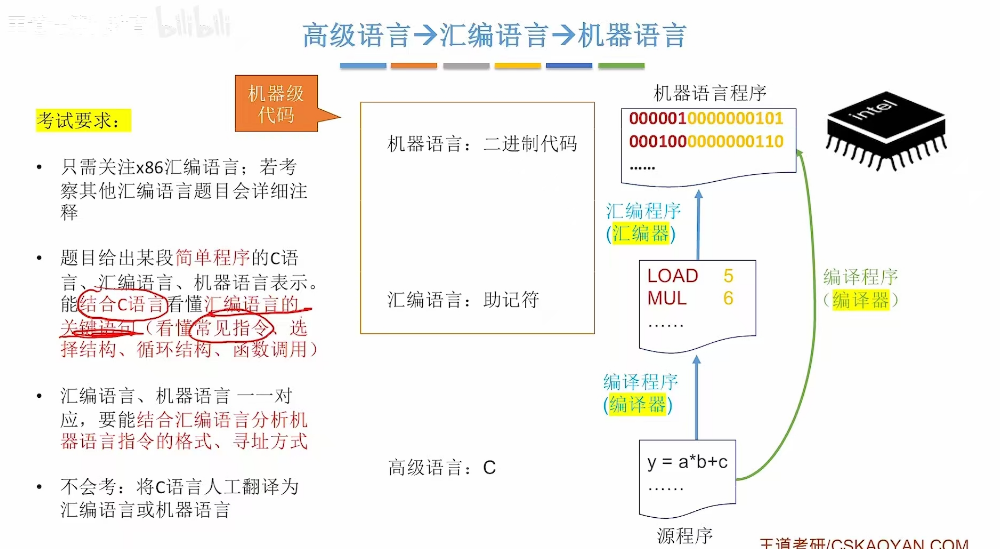 bilibili
高级语言→汇编语言→机器语言
考试要求：
• 只需关注x86汇编语言；若考
察其他汇编语言题目会详细注
释
• 题目给出某段简单程序的C语
言、汇编语言、机器语言表示。
能结合C语言看懂汇编语言的
关键语句（看懂常见指令、选
择结构、循环结构、函数调用）
• 汇编语言、机器语言 一一对
应，要能结合汇编语言分析机
器语言指令的格式、寻址方式
• 不会考：将C语言人工翻译为
汇编语言或机器语言
机器级
代码
机器语言：二进制代码
汇编语言：助记符
高级语言：C
机器语言程序
0000010000000101
0001000000000110
......
intel
汇编程序
(汇编器)
LOAD 5
MUL 6
......
编译程序
(编译器)
编译程序
（编译器）
y = a*b+c
......
源程序
王道考研/CSKAOYAN.COM